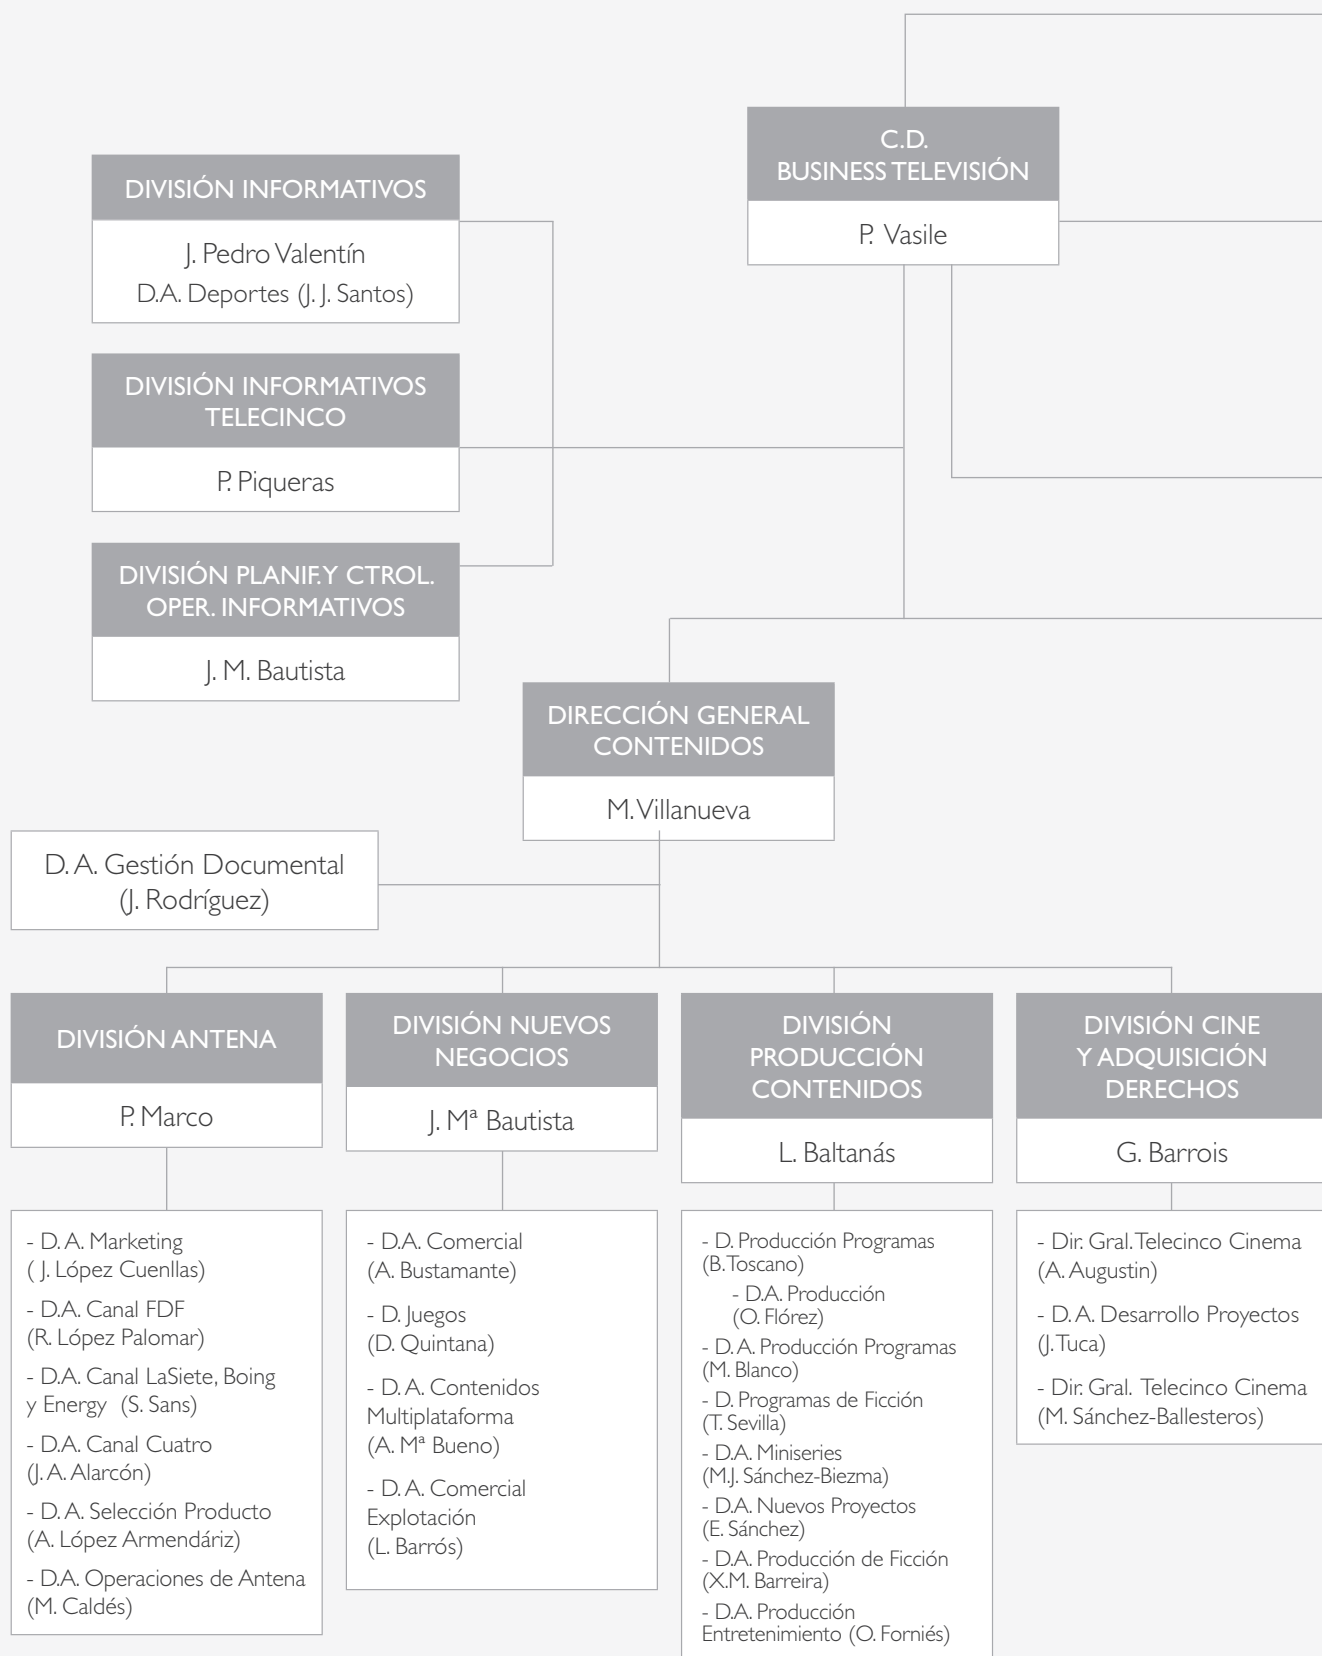 C.D.
BUSINESS TELEVISIÓN
P. Vasile
DIVISIÓN INFORMATIVOS
J. Pedro Valentín
D.A. Deportes (J. J. Santos)
DIVISIÓN INFORMATIVOS
TELECINCO
P. Piqueras
DIVISIÓN PLANIF. Y CTROL.
OPER. INFORMATIVOS
J. M. Bautista
DIRECCIÓN GENERAL
CONTENIDOS
M. Villanueva
D. A. Gestión Documental
(J. Rodríguez)
DIVISIÓN ANTENA
P. Marco
- D. A. Marketing
( J. López Cuenllas)
- D.A. Canal FDF
(R. López Palomar)
- D.A. Canal LaSiete, Boing
y Energy (S. Sans)
- D.A. Canal Cuatro
(J. A. Alarcón)
- D. A. Selección Producto
(A. López Armendáriz)
- D.A. Operaciones de Antena
(M. Caldés)
DIVISIÓN NUEVOS
NEGOCIOS
J. Mª Bautista
- D.A. Comercial
(A. Bustamante)
- D. Juegos
(D. Quintana)
- D. A. Contenidos
Multiplataforma
(A. Mª Bueno)
- D. A. Comercial
Explotación
(L. Barrós)
DIVISIÓN
PRODUCCIÓN
CONTENIDOS
L. Baltanás
- D. Producción Programas
(B. Toscano)
- D.A. Producción
(O. Flórez)
- D. A. Producción Programas
(M. Blanco)
- D. Programas de Ficción
(T. Sevilla)
- D.A. Miniseries
(M.J. Sánchez-Biezma)
- D.A. Nuevos Proyectos
(E. Sánchez)
- D.A. Producción de Ficción
(X.M. Barreira)
- D.A. Producción
Entretenimiento (O. Forniés)
DIVISIÓN CINE
Y ADQUISICIÓN
DERECHOS
G. Barrois
- Dir. Gral. Telecinco Cinema
(A. Augustin)
- D. A. Desarrollo Proyectos
(J. Tuca)
- Dir. Gral. Telecinco Cinema
(M. Sánchez-Ballesteros)